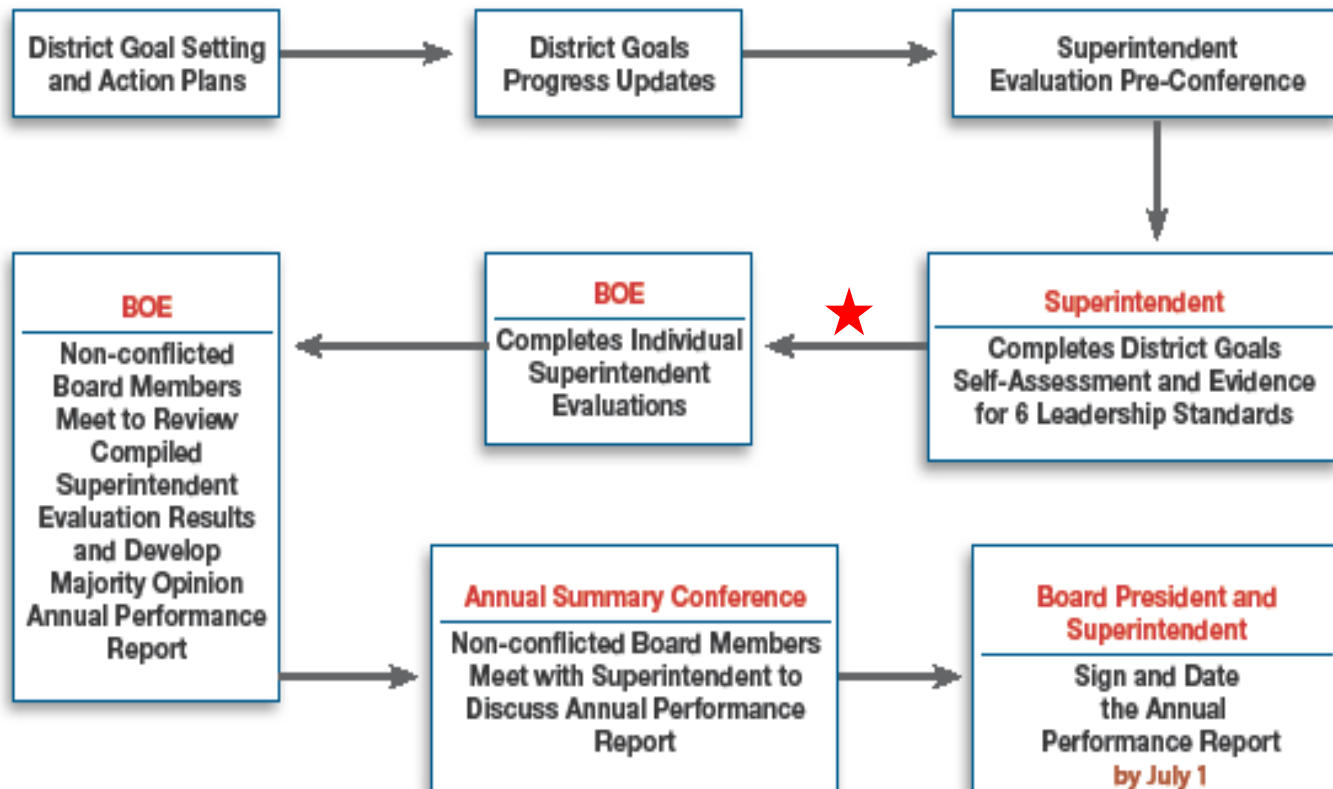 District Goal Setting
and Action Plans
District Goals
Progress Updates
Superintendent
Evaluation Pre-Conference
Superintendent
Completes District Goals
Self-Assessment and Evidence
for 6 Leadership Standards
BOE
Completes Individual
Superintendent
Evaluations
BOE
Non-conflicted
Board Members
Meet to Review
Compiled
Superintendent
Evaluation Results
and Develop
Majority Opinion
Annual Performance
Report
Annual Summary Conference
Non-conflicted Board Members
Meet with Superintendent to
Discuss Annual Performance
Report
Board President and
Superintendent
Sign and Date
the Annual
Performance Report
by July 1